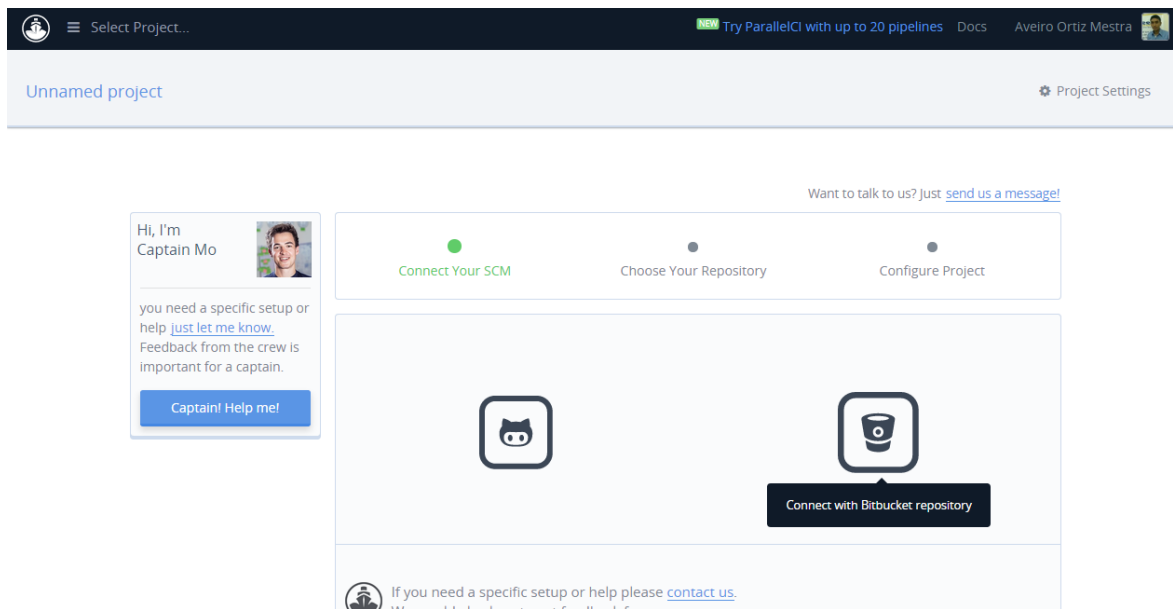 Select Project...
NEW Try ParallelCI with up to 20 pipelines Docs Aveiro Ortiz Mestra
Unnamed project
Project Settings
Want to talk to us? Just send us a message!
Hi, I'm
Captain Mo
you need a specific setup or
help just let me know.
Feedback from the crew is
important for a captain.
Captain! Help me!
Connect Your SCM
Choose Your Repository
Configure Project
Connect with Bitbucket repository
If you need a specific setup or help please contact us.